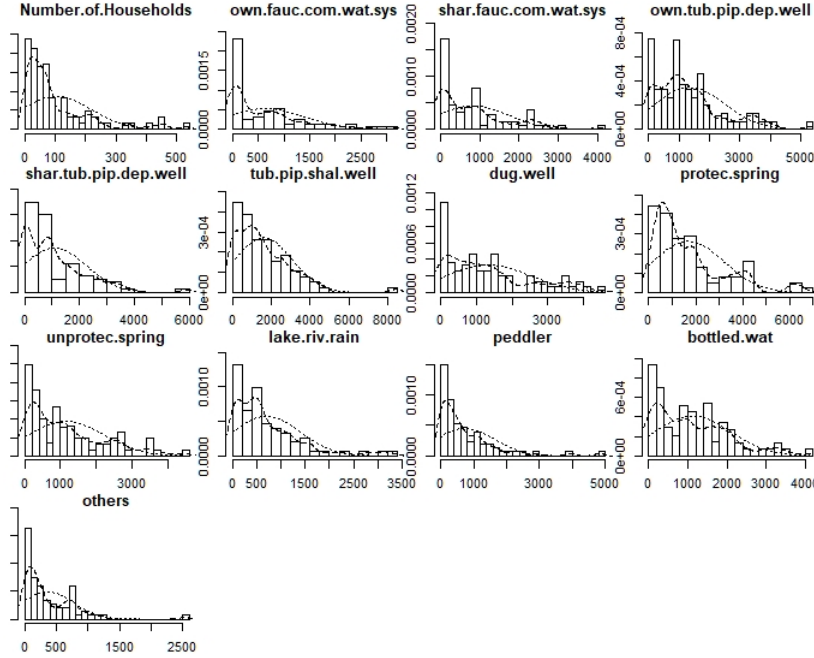 Number.of.Households own.fauc.com.wat.sys shar.fauc.com.wat.sys own.tub.pip.dep.well
0.0000 0.0015 0.0000 0.0010 0.0020 0e+00 4e-04 8e-04
0 100 300 500 0 500 1500 2500 0 1000 2000 3000 4000 0 1000 3000 5000
shar.tub.pip.dep.well tub.pip.shal.well dug.well protec.spring
0e+00 3e-04 0.0000 0.0006 0.0012 0e+00 3e-04
0 2000 4000 6000 0 2000 4000 6000 8000 0 1000 3000 0 2000 4000 6000
unprotec.spring lake.riv.rain peddler bottled.wat
0.0000 0.0010 0.0000 0.0010 0e+00 6e-04
0 1000 3000 0 500 1500 2500 3500 0 1000 3000 5000 0 1000 2000 3000 4000
others
0 500 1500 2500